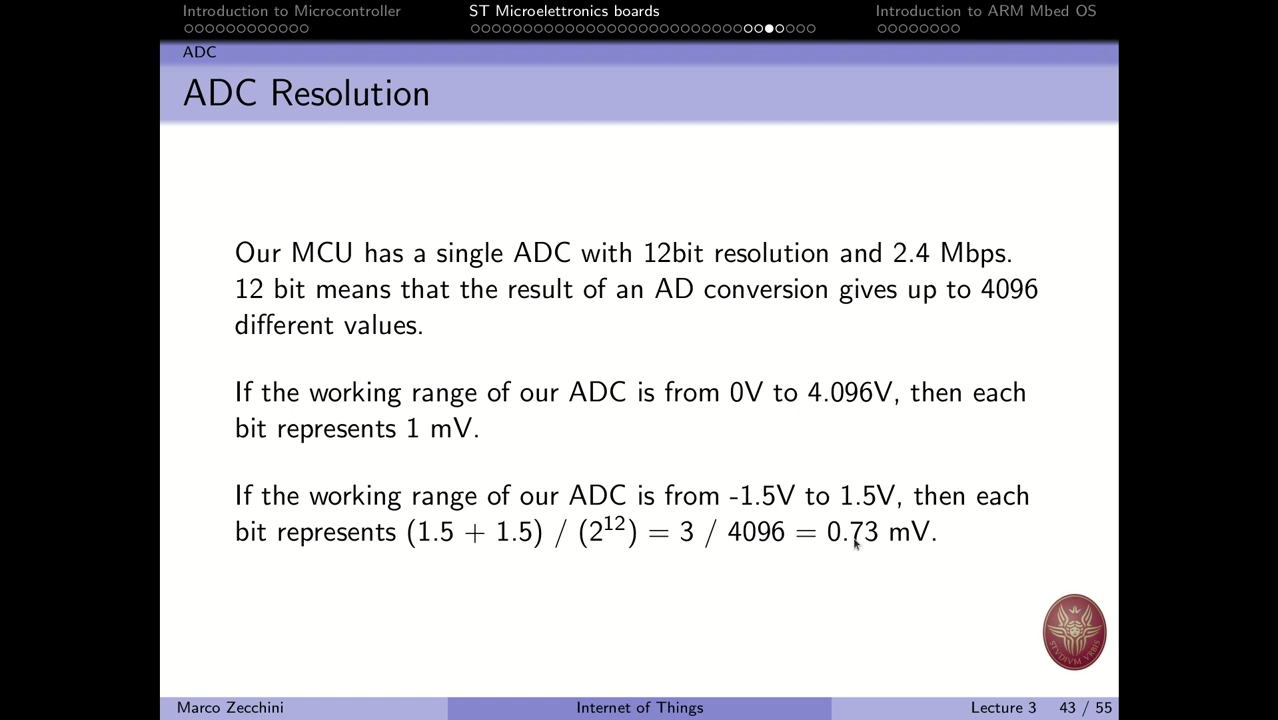 Introduction to Microcontroller
ST Microelettronics boards
Introduction to ARM Mbed OS
ADC
ADC Resolution
Our MCU has a single ADC with 12bit resolution and 2.4 Mbps.
12 bit means that the result of an AD conversion gives up to 4096
different values.
If the working range of our ADC is from 0V to 4.096V, then each
bit represents 1 mV.
If the working range of our ADC is from -1.5V to 1.5V, then each
bit represents (1.5 + 1.5) / (2¹²) = 3 / 4096 = 0.73 mV.
STVDIVM VRBIS
Marco Zecchini
Internet of Things
Lecture 3 43 / 55